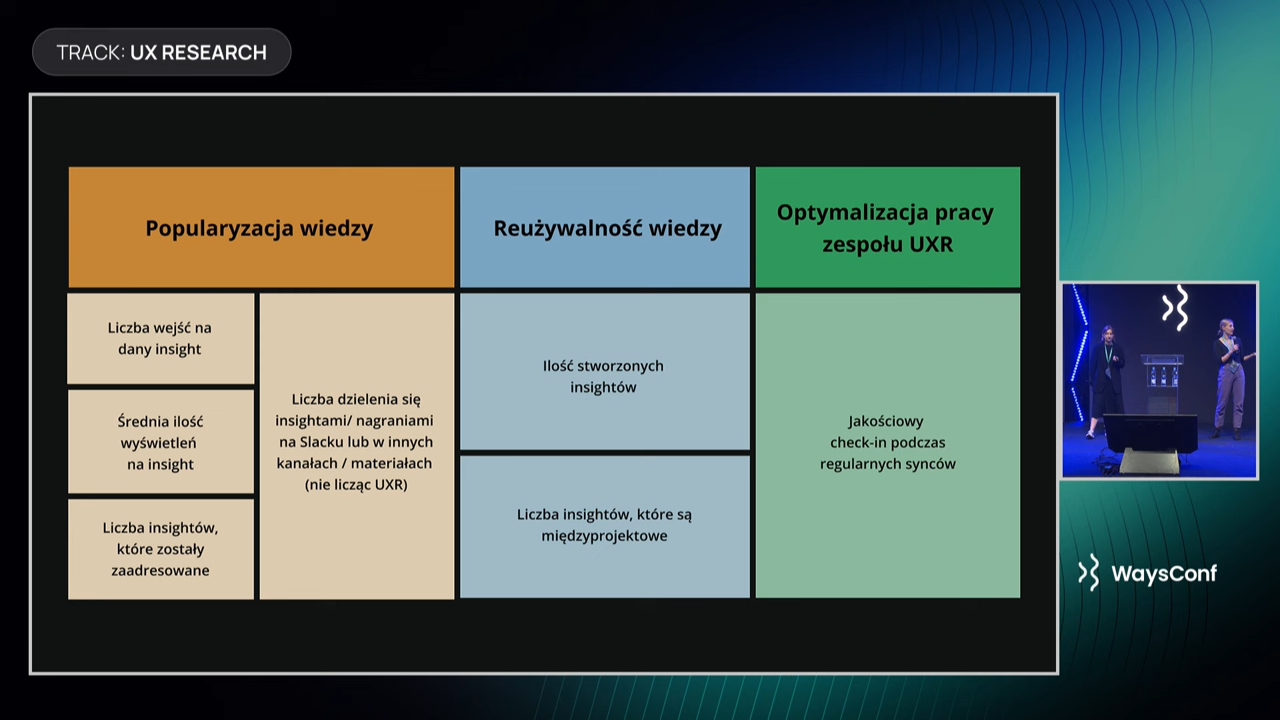 TRACK: UX RESEARCH
Popularyzacja wiedzy
Reużywalność wiedzy
Optymalizacja pracy
zespołu UXR
Liczba wejść na
dany insight
Średnia ilość
wyświetleń
na insight
Liczba insightów,
które zostały
zaadresowane
Liczba dzielenia się
insightami/ nagraniami
na Slacku lub w innych
kanałach / materiałach
(nie licząc UXR)
Ilość stworzonych
insightów
Liczba insightów, które są
międzyprojektowe
Jakościowy
check-in podczas
regularnych synców
WaysConf